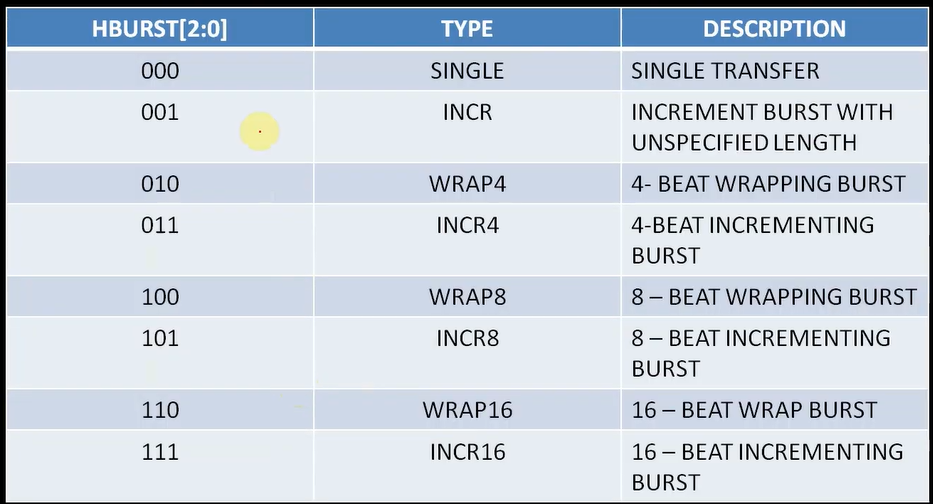 HBURST[2:0] TYPE DESCRIPTION
000 SINGLE SINGLE TRANSFER
001 INCR INCREMENT BURST WITH
UNSPECIFIED LENGTH
010 WRAP4 4- BEAT WRAPPING BURST
011 INCR4 4-BEAT INCREMENTING
BURST
100 WRAP8 8 – BEAT WRAPPING BURST
101 INCR8 8 – BEAT INCREMENTING
BURST
110 WRAP16 16 – BEAT WRAP BURST
111 INCR16 16 – BEAT INCREMENTING
BURST